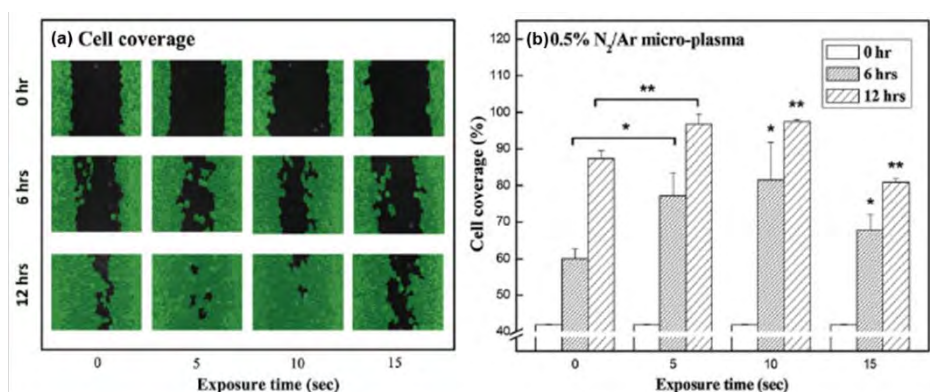 (a) Cell coverage
0 hr
6 hrs
12 hrs
0 5 10 15
Exposure time (sec)
(b) 0.5% N₂/Ar micro-plasma
0 hr
6 hrs
12 hrs
Cell coverage (%)
120
110
100
90
80
70
60
50
40
** 
*
*
**
*
**
0 5 10 15
Exposure time (sec)